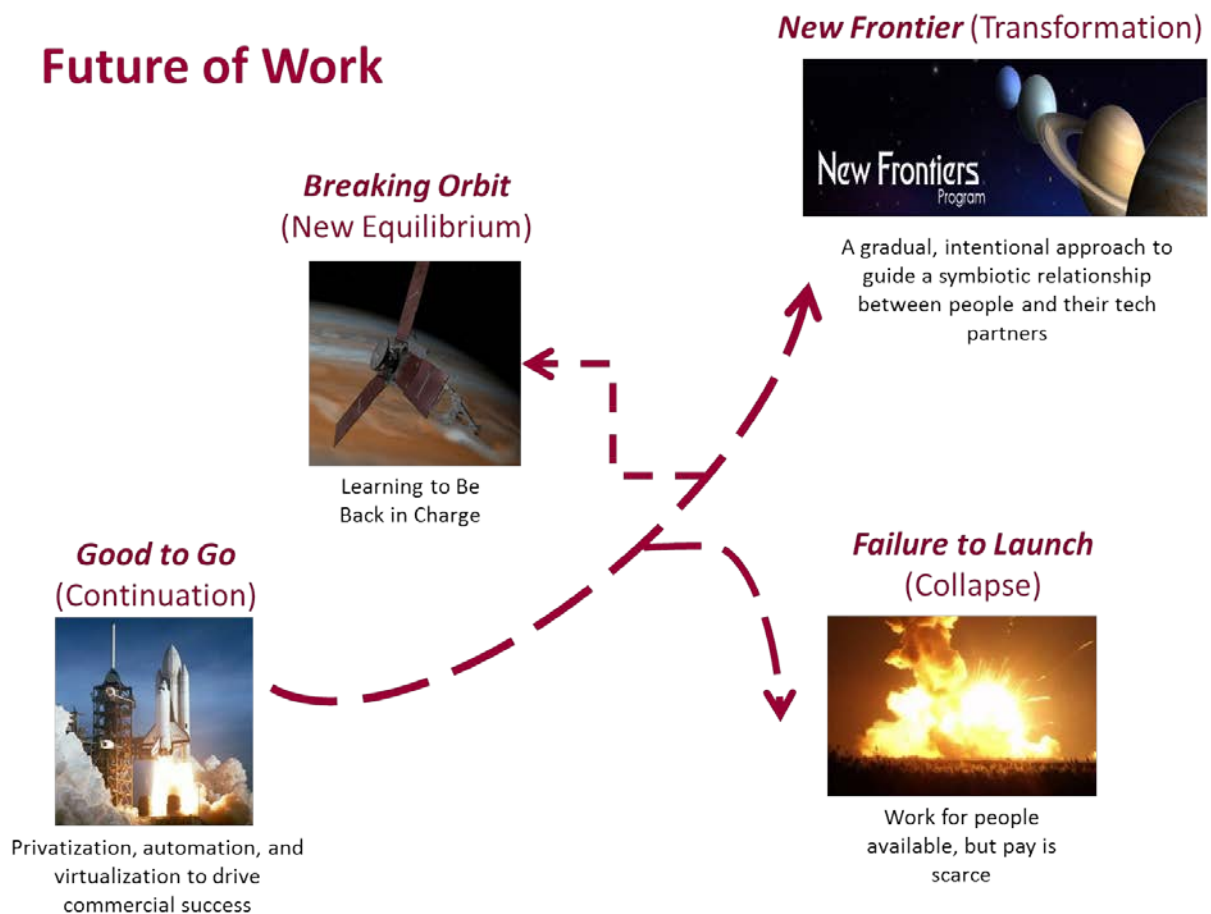 Future of Work
New Frontier (Transformation)
New Frontiers
Program
A gradual, intentional approach to
guide a symbiotic relationship
between people and their tech
partners
Breaking Orbit
(New Equilibrium)
Learning to Be
Back in Charge
Good to Go
(Continuation)
Privatization, automation, and
virtualization to drive
commercial success
Failure to Launch
(Collapse)
Work for people
available, but pay is
scarce